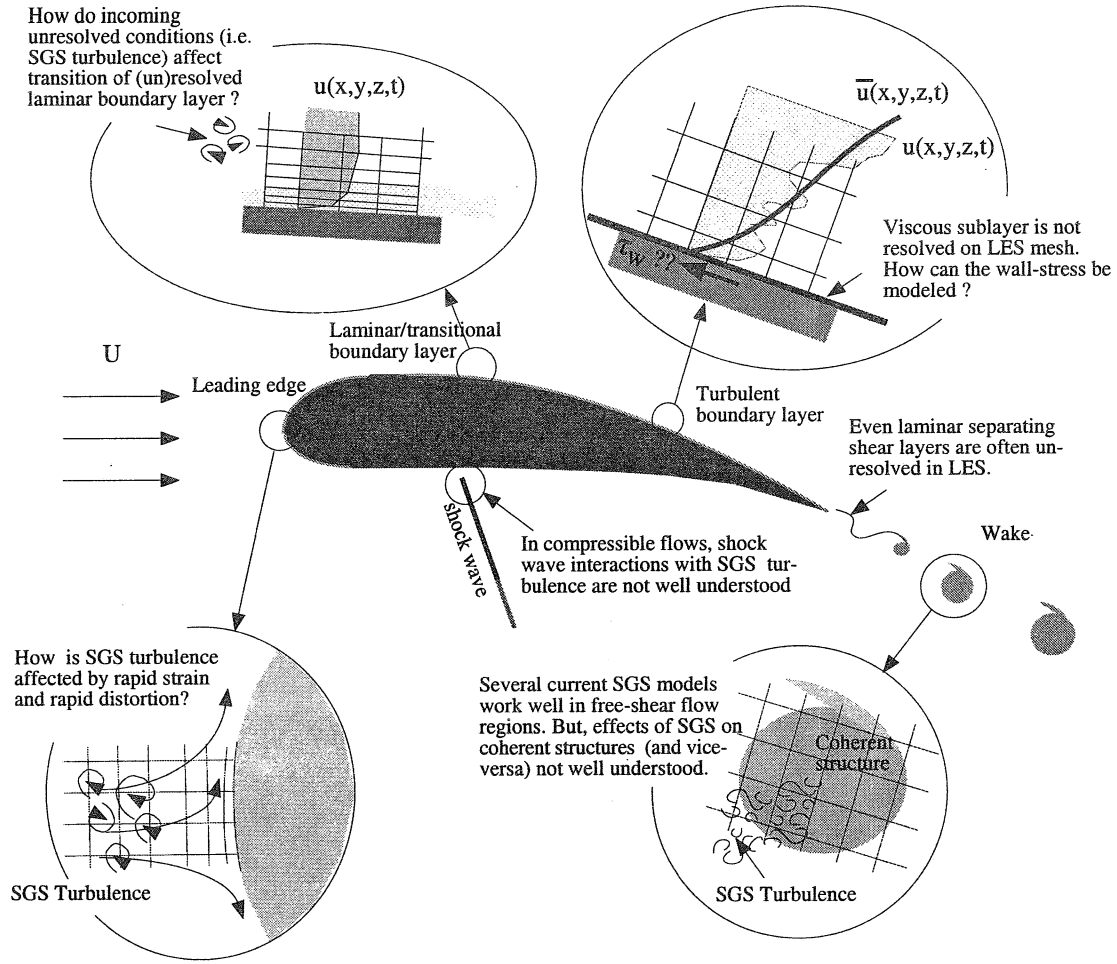 How do incoming
unresolved conditions (i.e.
SGS turbulence) affect
transition of (un)resolved
laminar boundary layer ?
u(x,y,z,t)
u̅(x,y,z,t)
u(x,y,z,t)
τw ??
Viscous sublayer is not
resolved on LES mesh.
How can the wall-stress be
modeled ?
Laminar/transitional
boundary layer
U
Leading edge
Turbulent
boundary layer
Even laminar separating
shear layers are often un-
resolved in LES.
shock wave
In compressible flows, shock
wave interactions with SGS tur-
bulence are not well understood
Wake
How is SGS turbulence
affected by rapid strain
and rapid distortion?
SGS Turbulence
Several current SGS models
work well in free-shear flow
regions. But, effects of SGS on
coherent structures (and vice-
versa) not well understood.
Coherent
structure
SGS Turbulence